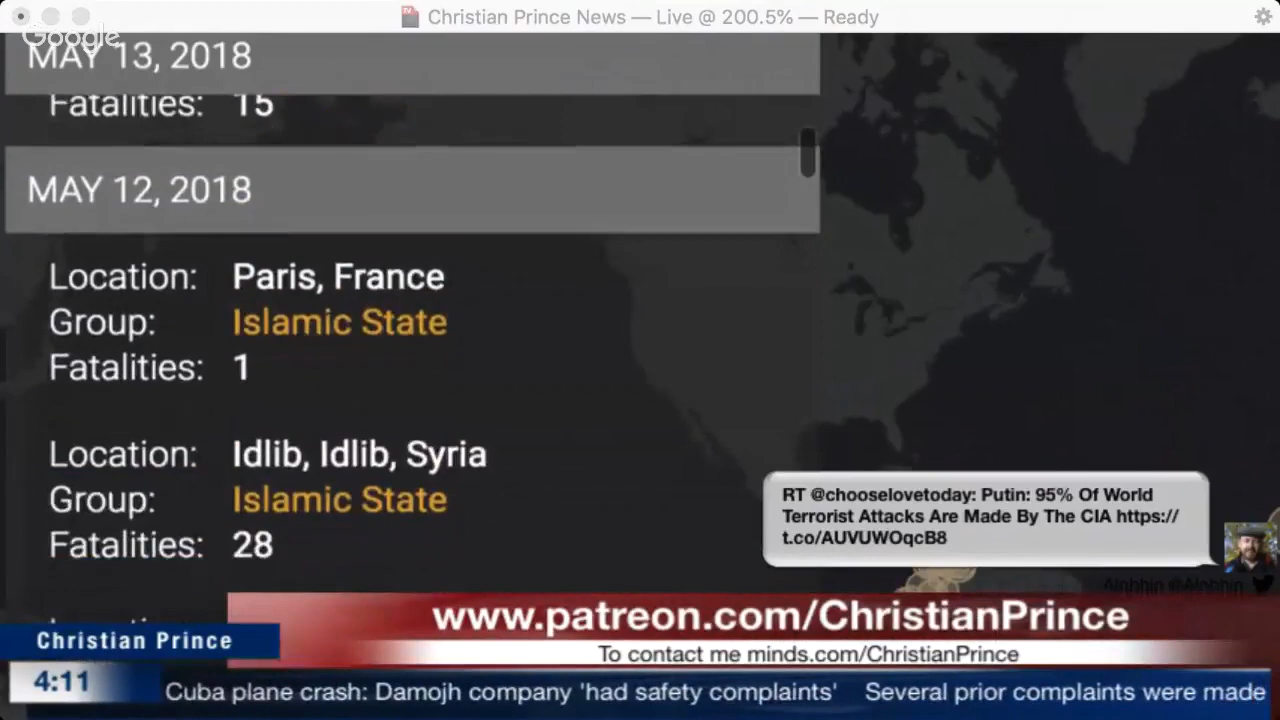 Christian Prince News — Live @ 200.5% — Ready
Google
MAY 13, 2018
Fatalities: 15
MAY 12, 2018
Location: Paris, France
Group: Islamic State
Fatalities: 1
Location: Idlib, Idlib, Syria
Group: Islamic State
Fatalities: 28
RT @chooselovetoday: Putin: 95% Of World
Terrorist Attacks Are Made By The CIA https://
t.co/AUVUWOqcB8
www.patreon.com/ChristianPrince
Christian Prince
To contact me minds.com/ChristianPrince
4:11
Cuba plane crash: Damojh company 'had safety complaints' Several prior complaints were made